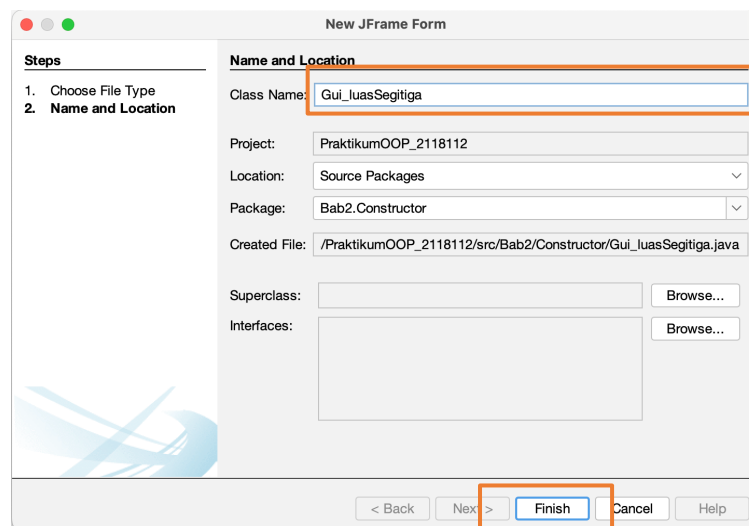 New JFrame Form
Steps
1. Choose File Type
2. Name and Location
Name and Location
Class Name: Gui_luasSegitiga
Project: PraktikumOOP_2118112
Location: Source Packages
Package: Bab2.Constructor
Created File: /PraktikumOOP_2118112/src/Bab2/Constructor/Gui_luasSegitiga.java
Superclass: Browse...
Interfaces: Browse...
< Back Next > Finish Cancel Help